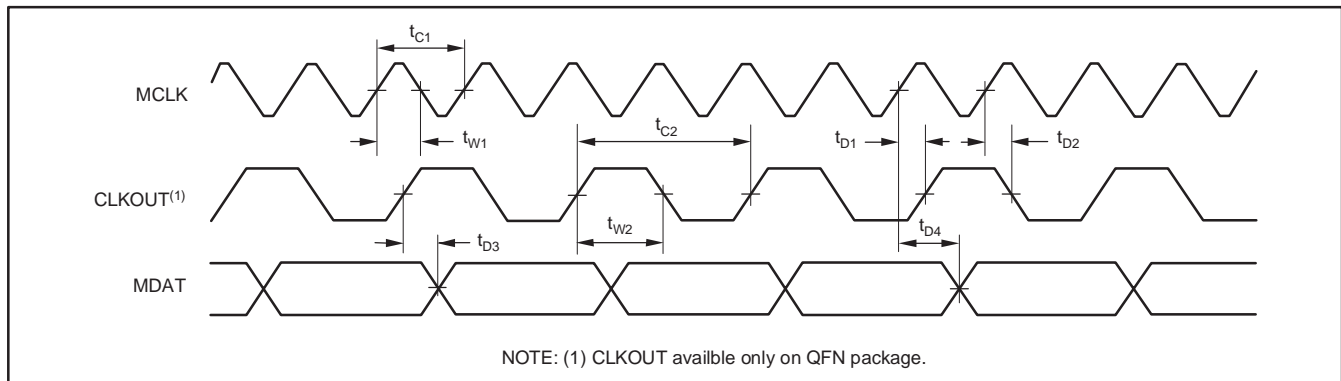 t_C1
MCLK
t_W1
t_C2
t_D1
t_D2
CLKOUT(1)
t_D3
t_W2
t_D4
MDAT
NOTE: (1) CLKOUT availble only on QFN package.